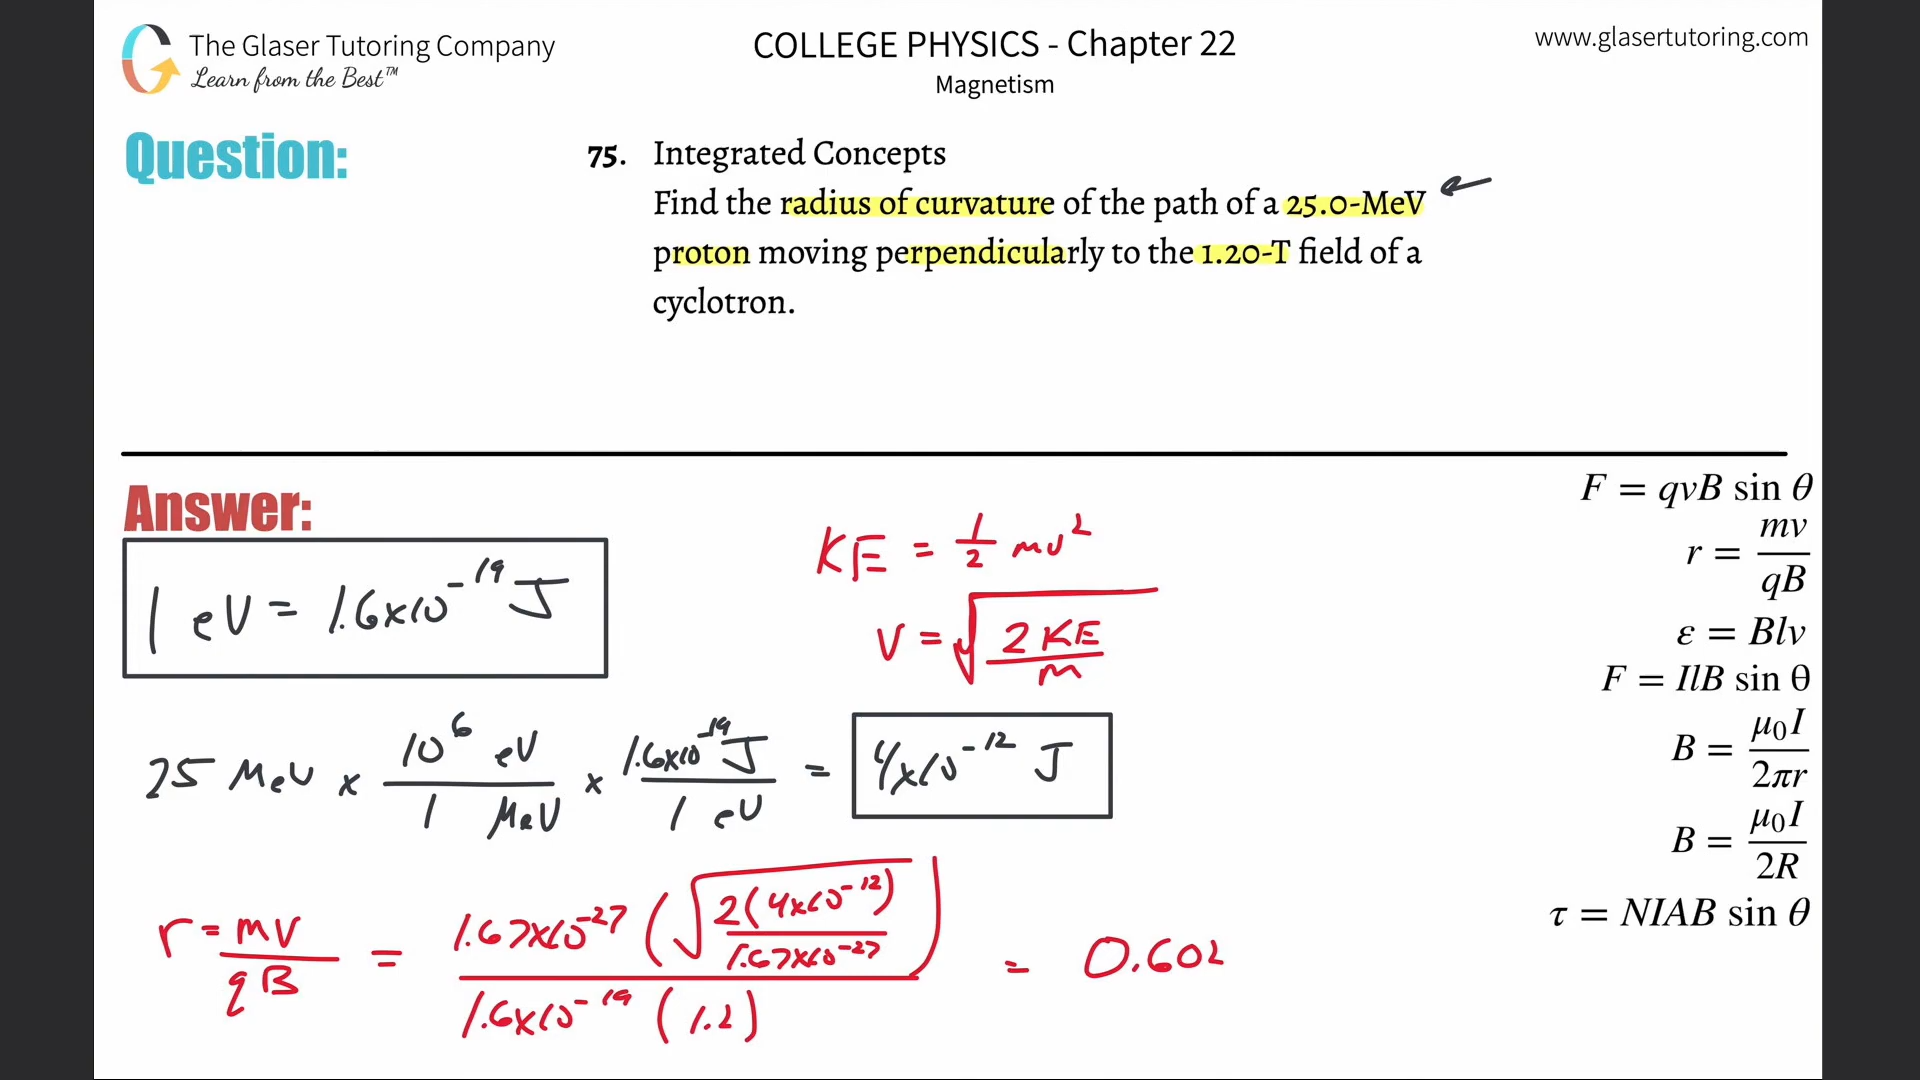 The Glaser Tutoring Company
Learn from the Best™
COLLEGE PHYSICS - Chapter 22
Magnetism
www.glasertutoring.com
Question:
75. Integrated Concepts
Find the radius of curvature of the path of a 25.0-MeV
proton moving perpendicularly to the 1.20-T field of a
cyclotron.
Answer:
1 eV = 1.6x10^-19 J
KE = 1/2 mv^2
v = √(2KE/m)
25 MeV x 10^6 eV/1 MeV x 1.6x10^-19 J/1 eV = 4x10^-12 J
r = mv/qB = 1.67x10^-27 (√(2(4x10^-12)/1.67x10^-27))/1.6x10^-19 (1.2) = 0.602
F = qvB sin θ
r = mv/qB
ε = Blv
F = IlB sin θ
B = μ₀I/2πr
B = μ₀I/2R
τ = NIAB sin θ